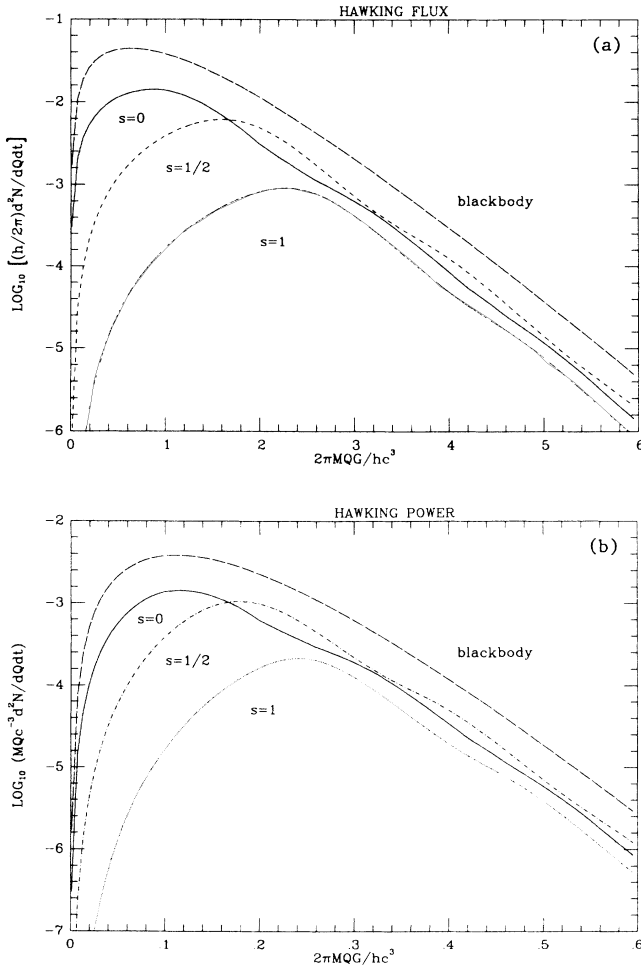 HAWKING FLUX
(a)
-1
-2
-3
-4
-5
-6
LOG₁₀ [(h/2π)d²N/dQdt]
s=0
s=1/2
s=1
blackbody
0 .1 .2 .3 .4 .5 .6
2πMQG/hc³
HAWKING POWER
(b)
-2
-3
-4
-5
-6
-7
LOG₁₀ (MQc⁻³d²N/dQdt)
s=0
s=1/2
s=1
blackbody
0 .1 .2 .3 .4 .5 .6
2πMQG/hc³